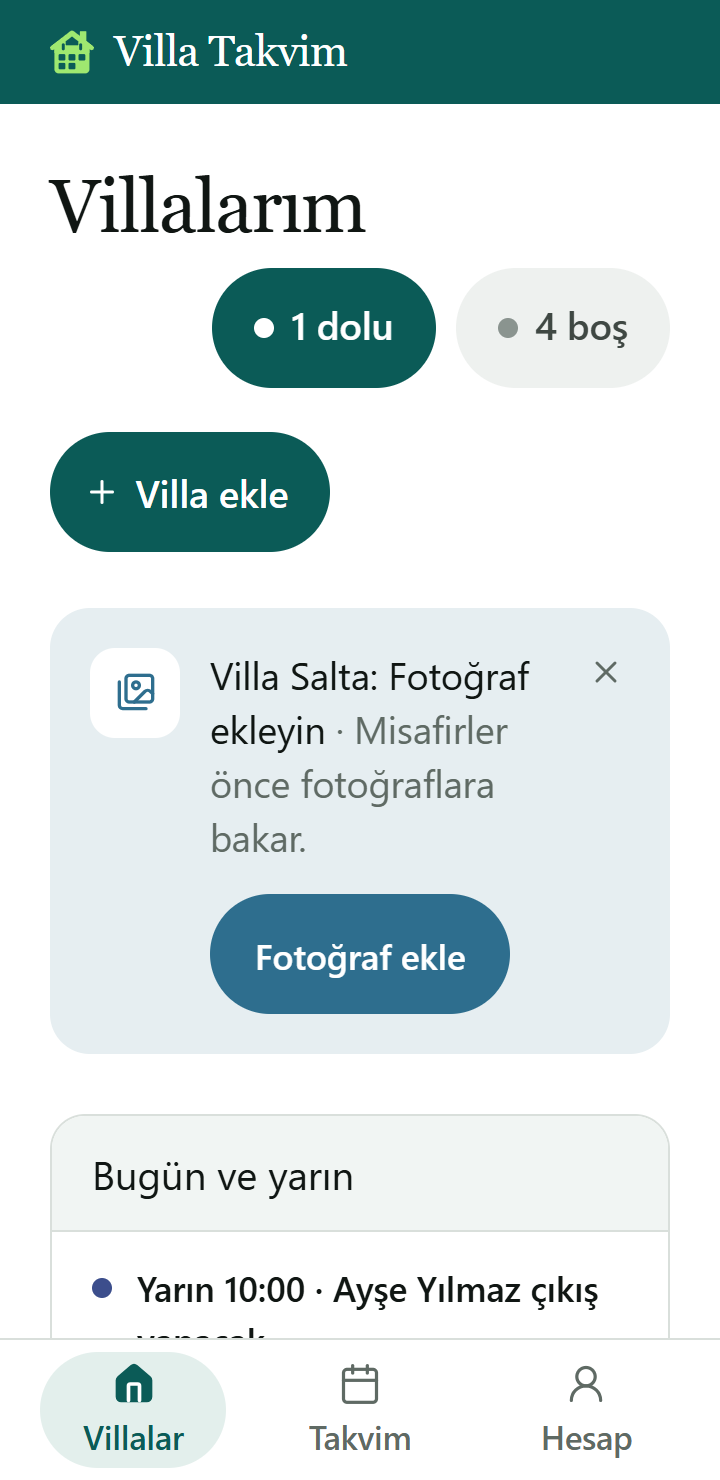 Villa Takvim
Villalarım
1 dolu
4 boş
+ Villa ekle
Villa Salta: Fotoğraf
ekleyin · Misafirler
önce fotoğraflara
bakar.
Fotoğraf ekle
Bugün ve yarın
Yarın 10:00 · Ayşe Yılmaz çıkış
Villalar
Takvim
Hesap